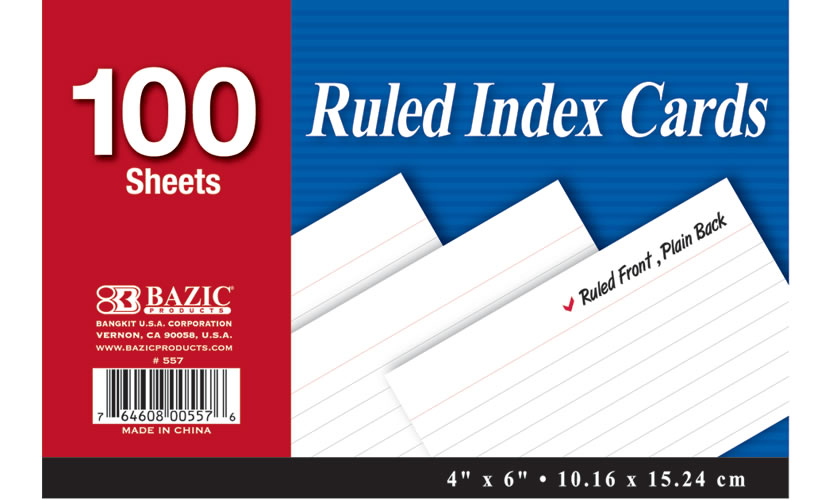 100
Sheets
Ruled Index Cards
Ruled Front, Plain Back
BAZIC®
PRODUCTS
BANGKIT U.S.A. CORPORATION
VERNON, CA 90058, U.S.A.
WWW.BAZICPRODUCTS.COM
# 557
7 64608 00557 6
MADE IN CHINA
4" x 6" • 10.16 x 15.24 cm